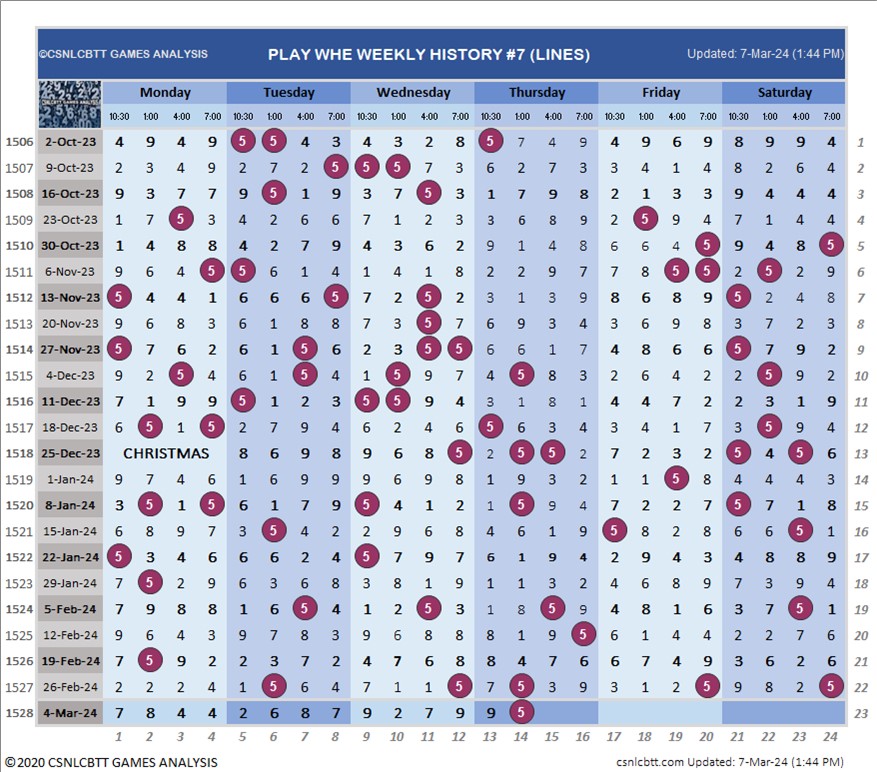 ©CSNLCBTT GAMES ANALYSIS PLAY WHE WEEKLY HISTORY #7 (LINES) Updated: 7-Mar-24 (1:44 PM)
CSNLCBTT GAMES ANALYSIS Monday Tuesday Wednesday Thursday Friday Saturday
10:30 1:00 4:00 7:00 10:30 1:00 4:00 7:00 10:30 1:00 4:00 7:00 10:30 1:00 4:00 7:00 10:30 1:00 4:00 7:00 10:30 1:00 4:00 7:00
1506 2-Oct-23 4 9 4 9 5 5 4 3 4 3 2 8 5 7 4 9 4 9 6 9 8 9 9 4 1
1507 9-Oct-23 2 3 4 9 2 7 2 5 5 5 7 3 6 2 7 3 3 4 1 4 8 2 6 4 2
1508 16-Oct-23 9 3 7 7 9 5 1 9 3 7 5 3 1 7 9 8 2 1 3 3 9 4 4 4 3
1509 23-Oct-23 1 7 5 3 4 2 6 6 7 1 2 3 3 6 8 9 2 5 9 4 7 1 4 4 4
1510 30-Oct-23 1 4 8 8 4 2 7 9 4 3 6 2 9 1 4 8 6 6 4 5 9 4 8 5 5
1511 6-Nov-23 9 6 4 5 5 6 1 4 1 4 1 8 2 2 9 7 7 8 5 5 2 5 2 6 6
1512 13-Nov-23 5 4 4 1 6 6 6 5 7 2 5 2 3 1 3 9 8 6 8 9 5 2 4 8 7
1513 20-Nov-23 9 6 8 3 6 1 8 8 7 3 5 7 6 9 3 4 3 6 9 8 3 7 2 3 8
1514 27-Nov-23 5 7 6 2 6 1 5 6 2 3 5 5 6 6 1 7 4 8 6 6 5 7 9 2 9
1515 4-Dec-23 9 2 5 4 6 1 5 4 1 5 9 7 4 5 8 3 2 6 4 2 2 5 9 2 10
1516 11-Dec-23 7 1 9 9 5 1 2 3 5 5 9 4 3 1 8 1 4 4 7 2 2 3 1 9 11
1517 18-Dec-23 6 5 1 5 2 7 9 4 6 2 4 6 5 6 3 4 3 4 1 7 3 5 9 4 12
1518 25-Dec-23 CHRISTMAS 8 6 9 8 9 6 8 5 2 5 5 2 7 2 3 2 5 4 5 6 13
1519 1-Jan-24 9 7 4 6 1 6 9 9 9 6 9 8 1 9 3 2 1 9 5 8 4 4 4 3 14
1520 8-Jan-24 3 5 1 5 6 1 7 9 5 4 1 2 1 5 9 4 7 2 2 7 5 7 1 8 15
1521 15-Jan-24 6 8 9 7 3 5 4 2 2 9 6 8 4 6 1 9 5 8 2 8 6 6 5 1 16
1522 22-Jan-24 5 3 4 6 6 6 2 4 5 7 9 7 6 1 9 4 2 9 4 3 4 8 8 9 17
1523 29-Jan-24 7 5 2 9 6 3 6 8 3 8 1 9 1 1 3 2 4 6 8 9 7 3 9 4 18
1524 5-Feb-24 7 9 8 8 1 6 5 4 1 2 5 3 1 8 5 9 4 8 1 6 3 7 5 1 19
1525 12-Feb-24 9 6 4 3 9 7 8 3 9 6 8 8 8 1 9 5 6 1 4 4 2 2 7 6 20
1526 19-Feb-24 7 5 9 2 2 3 7 2 4 7 6 8 8 4 7 6 6 7 4 9 3 6 2 6 21
1527 26-Feb-24 2 2 2 4 1 5 6 4 7 1 1 5 7 5 3 9 3 1 2 5 9 8 2 5 22
1528 4-Mar-24 7 8 4 4 2 6 8 7 9 2 7 9 9 5 23
1 2 3 4 5 6 7 8 9 10 11 12 13 14 15 16 17 18 19 20 21 22 23 24
©2020 CSNLCBTT GAMES ANALYSIS csnlcbtt.com Updated: 7-Mar-24 (1:44 PM)